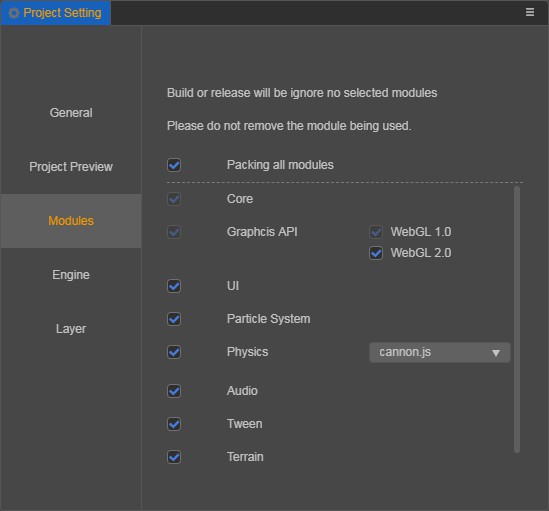 Project Setting
General
Project Preview
Modules
Engine
Layer
Build or release will be ignore no selected modules
Please do not remove the module being used.
Packing all modules
Core
Graphcis API
WebGL 1.0
WebGL 2.0
UI
Particle System
Physics
cannon.js
Audio
Tween
Terrain